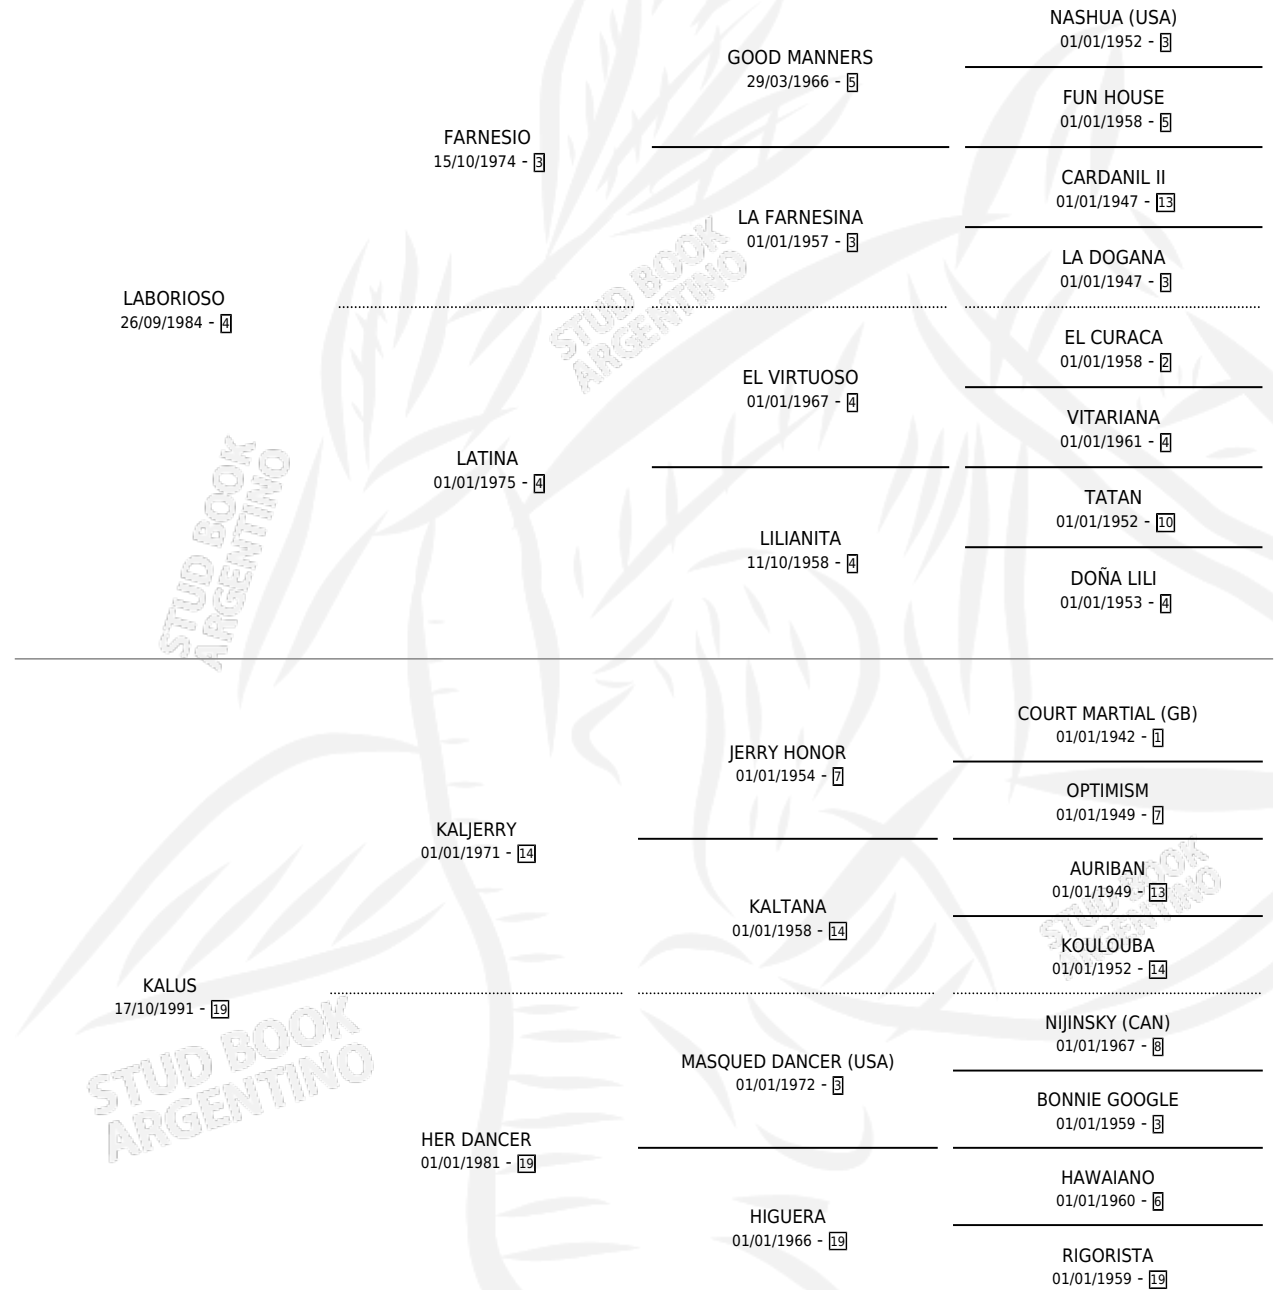 NASHUA (USA)
01/01/1952 - 3
GOOD MANNERS
29/03/1966 - 5
FUN HOUSE
01/01/1958 - 5
FARNESIO
15/10/1974 - 3
CARDANIL II
01/01/1947 - 13
LA FARNESINA
01/01/1957 - 3
LA DOGANA
01/01/1947 - 3
LABORIOSO
26/09/1984 - 4
EL CURACA
01/01/1958 - 2
EL VIRTUOSO
01/01/1967 - 4
VITARIANA
01/01/1961 - 4
LATINA
01/01/1975 - 4
TATAN
01/01/1952 - 10
LILIANITA
11/10/1958 - 4
DOÑA LILI
01/01/1953 - 4
STUD BOOK
ARGENTINO
STUD BOOK
ARGENTINO
COURT MARTIAL (GB)
01/01/1942 - 1
JERRY HONOR
01/01/1954 - 7
OPTIMISM
01/01/1949 - 7
KALJERRY
01/01/1971 - 14
AURIBAN
01/01/1949 - 13
KALTANA
01/01/1958 - 14
KOULOUBA
01/01/1952 - 14
STUD BOOK
ARGENTINO
KALUS
17/10/1991 - 19
NIJINSKY (CAN)
01/01/1967 - 8
MASQUED DANCER (USA)
01/01/1972 - 3
BONNIE GOOGLE
01/01/1959 - 3
HER DANCER
01/01/1981 - 19
HAWAIANO
01/01/1960 - 6
HIGUERA
01/01/1966 - 19
RIGORISTA
01/01/1959 - 19
STUD BOOK
ARGENTINO